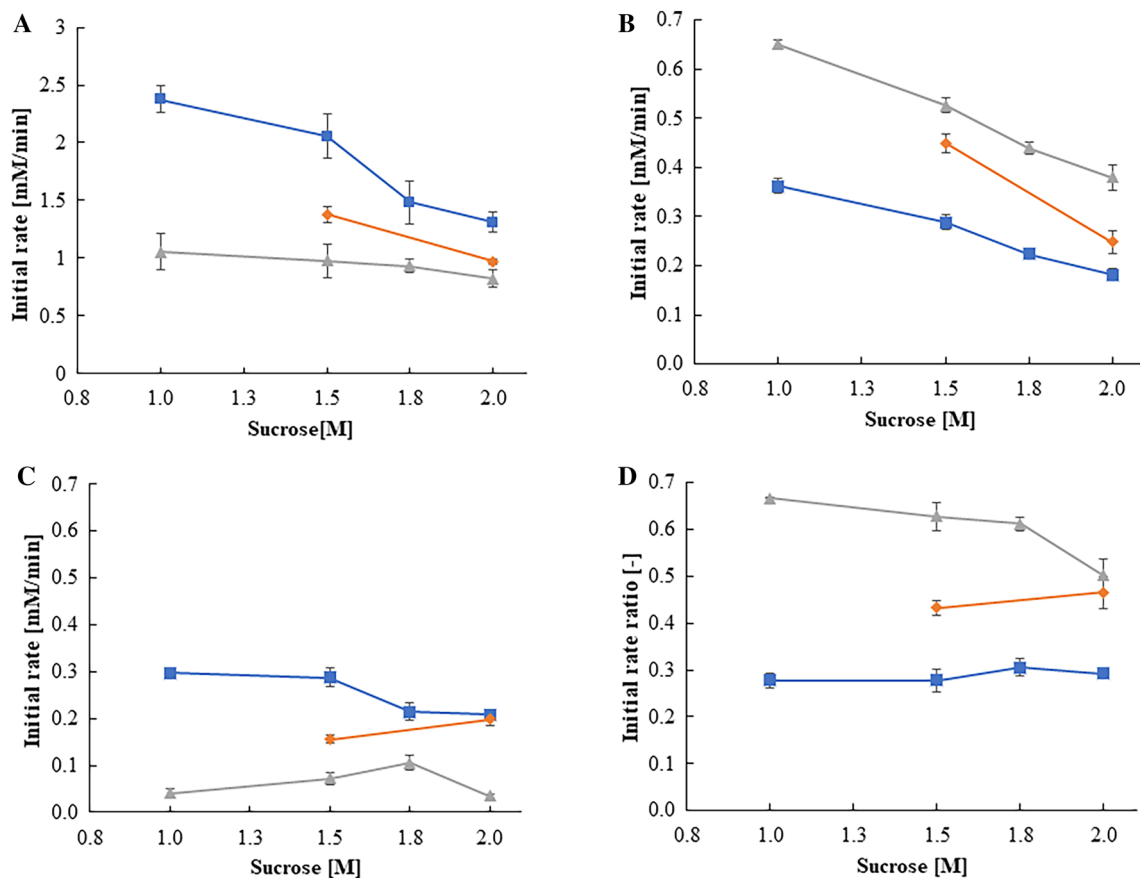 A
Initial rate [mM/min]
3
2.5
2
1.5
1
0.5
0
0.8 1.0 1.3 1.5 1.8 2.0
Sucrose[M]
B
Initial rate [mM/min]
0.7
0.6
0.5
0.4
0.3
0.2
0.1
0.0
0.8 1.0 1.3 1.5 1.8 2.0
Sucrose [M]
C
Initial rate [mM/min]
0.7
0.6
0.5
0.4
0.3
0.2
0.1
0.0
0.8 1.0 1.3 1.5 1.8 2.0
Sucrose [M]
D
Initial rate ratio [-]
0.7
0.6
0.5
0.4
0.3
0.2
0.1
0.0
0.8 1.0 1.3 1.5 1.8 2.0
Sucrose [M]